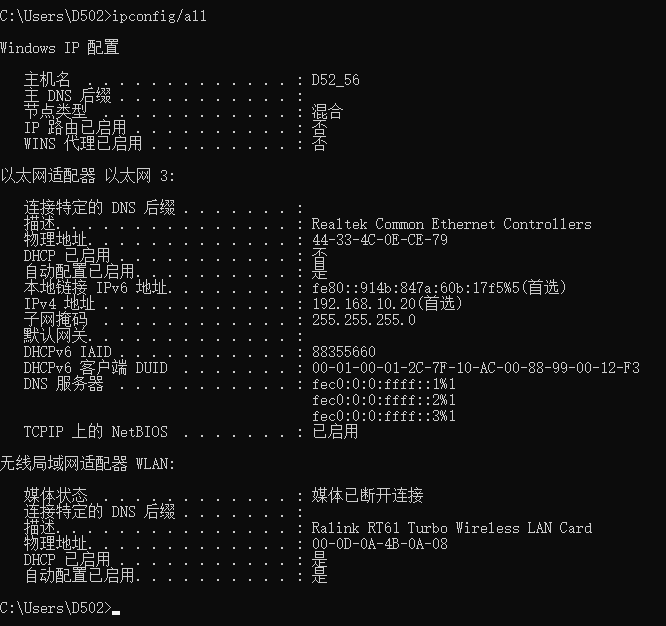 C:\Users\D502>ipconfig/all
Windows IP 配置
主机名 . . . . . . . . . . . . . : D52_56
主 DNS 后缀 . . . . . . . . . . . :
节点类型 . . . . . . . . . . . . : 混合
IP 路由已启用 . . . . . . . . . . : 否
WINS 代理已启用 . . . . . . . . . : 否
以太网适配器 以太网 3:
连接特定的 DNS 后缀 . . . . . . . :
描述. . . . . . . . . . . . . . . : Realtek Common Ethernet Controllers
物理地址. . . . . . . . . . . . . : 44-33-4C-0E-CE-79
DHCP 已启用 . . . . . . . . . . . : 否
自动配置已启用. . . . . . . . . . : 是
本地链接 IPv6 地址. . . . . . . . : fe80::914b:847a:60b:17f5%5(首选)
IPv4 地址 . . . . . . . . . . . . : 192.168.10.20(首选)
子网掩码 . . . . . . . . . . . . : 255.255.255.0
默认网关. . . . . . . . . . . . . :
DHCPv6 IAID . . . . . . . . . . . : 88355660
DHCPv6 客户端 DUID . . . . . . . : 00-01-00-01-2C-7F-10-AC-00-88-99-00-12-F3
DNS 服务器 . . . . . . . . . . . : fec0:0:0:ffff::1%1
fec0:0:0:ffff::2%1
fec0:0:0:ffff::3%1
TCPIP 上的 NetBIOS . . . . . . . : 已启用
无线局域网适配器 WLAN:
媒体状态 . . . . . . . . . . . . : 媒体已断开连接
连接特定的 DNS 后缀 . . . . . . . :
描述. . . . . . . . . . . . . . . : Ralink RT61 Turbo Wireless LAN Card
物理地址. . . . . . . . . . . . . : 00-0D-0A-4B-0A-08
DHCP 已启用 . . . . . . . . . . . : 是
自动配置已启用. . . . . . . . . . : 是
C:\Users\D502>